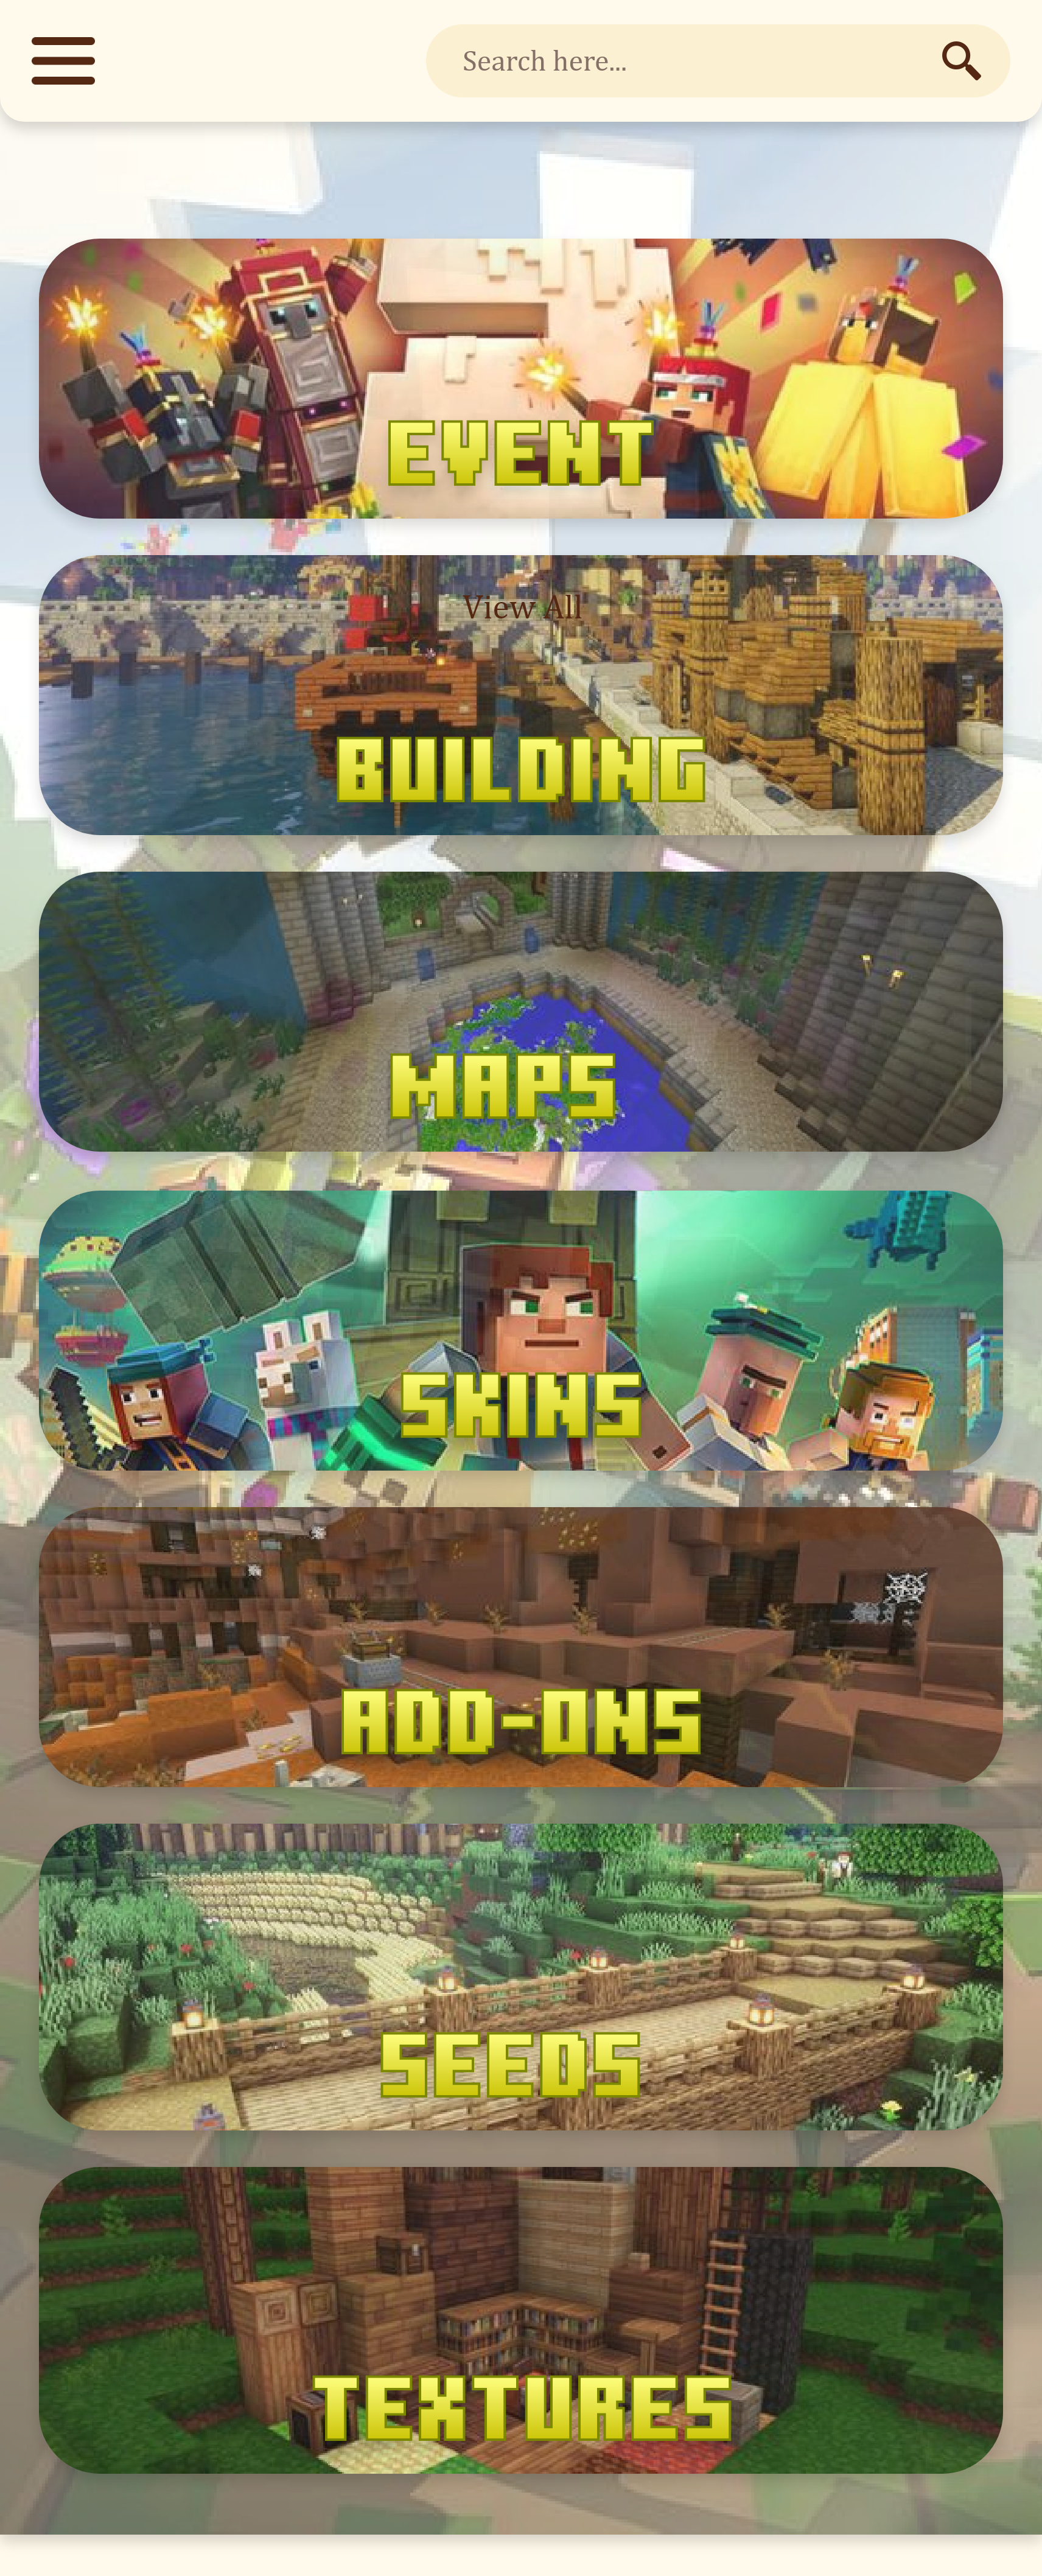 Search here...
EVENT
View All
BUILDING
MAPS
SKINS
ADD-ONS
SEEDS
TEXTURES